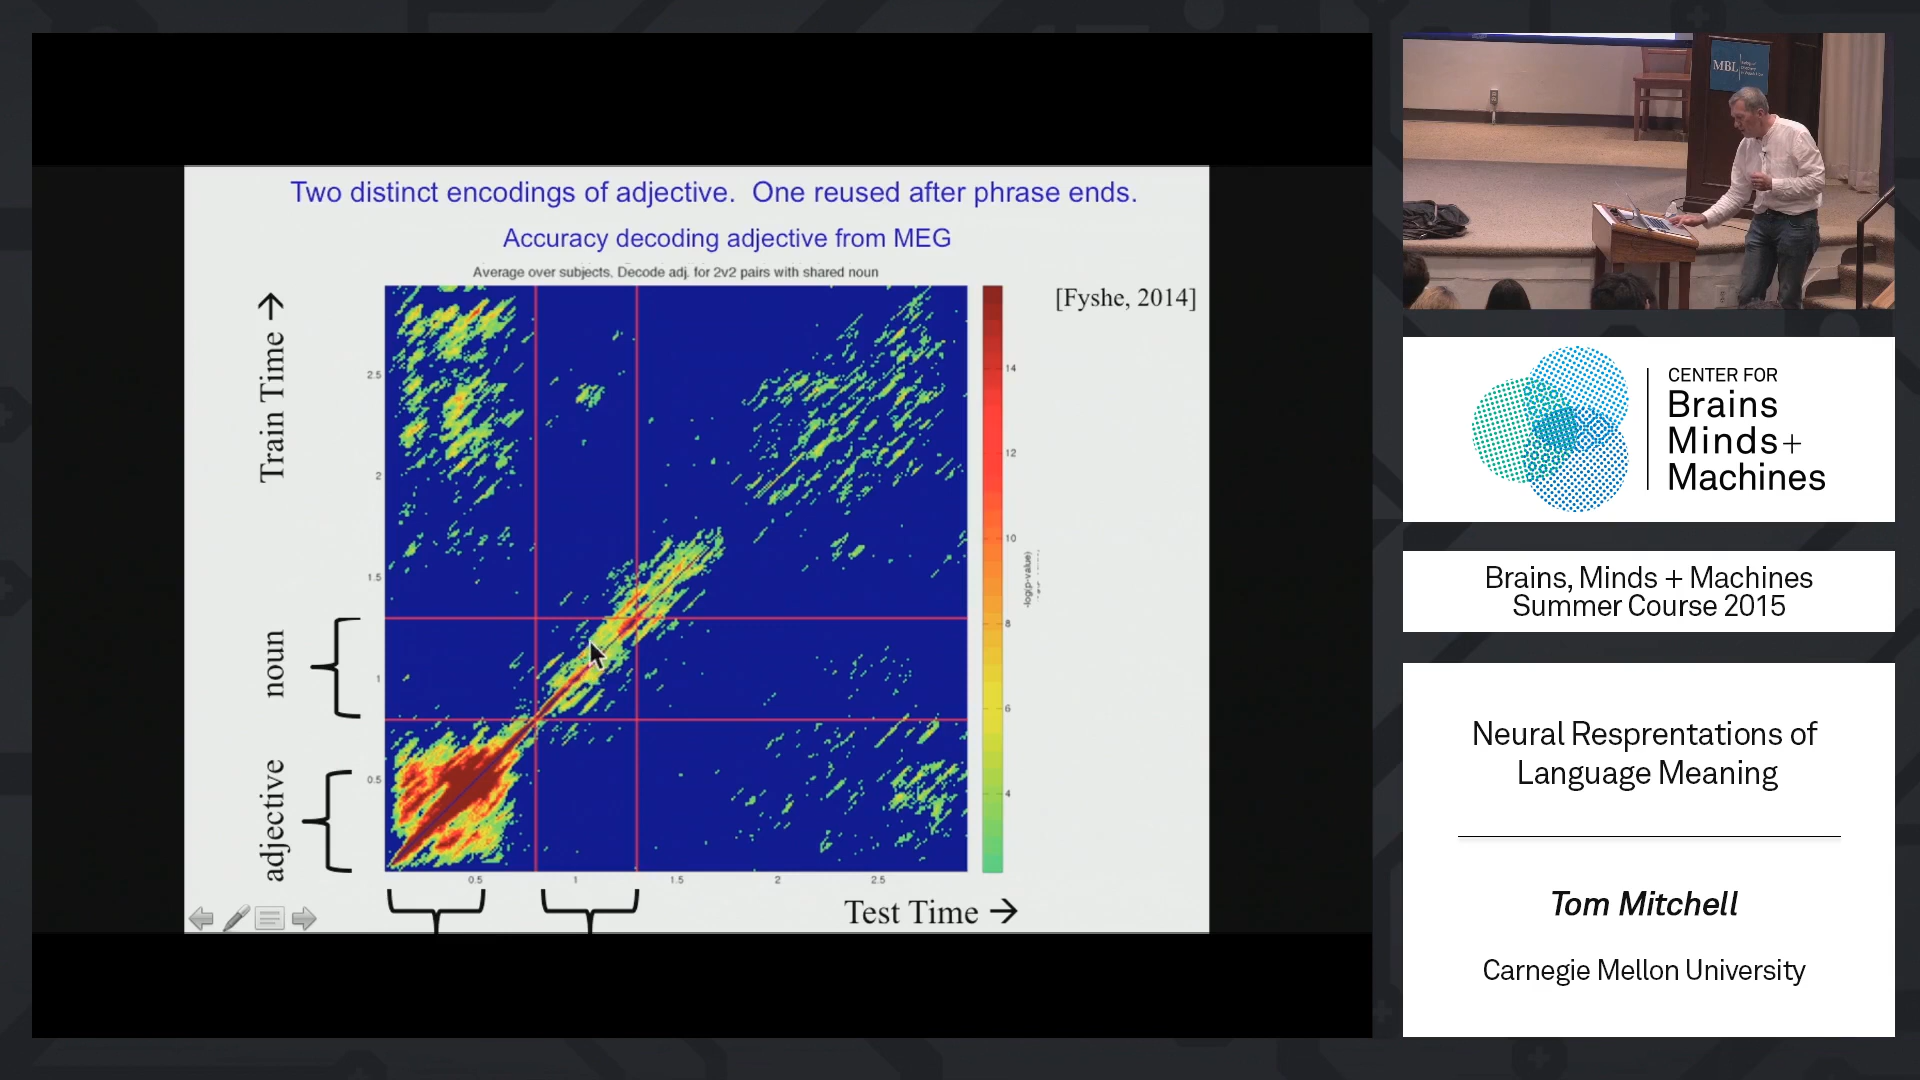 Two distinct encodings of adjective. One reused after phrase ends.
Accuracy decoding adjective from MEG
Average over subjects, Decode adj. for 2v2 pairs with shared noun
[Fyshe, 2014]
Train Time →
noun
adjective
2.5
2
1.5
1
0.5
0.5
1
1.5
2
2.5
14
12
10
8
6
4
-log(p-value)
Test Time →
MBL
CENTER FOR
Brains
Minds+
Machines
Brains, Minds + Machines
Summer Course 2015
Neural Resprentations of
Language Meaning
Tom Mitchell
Carnegie Mellon University